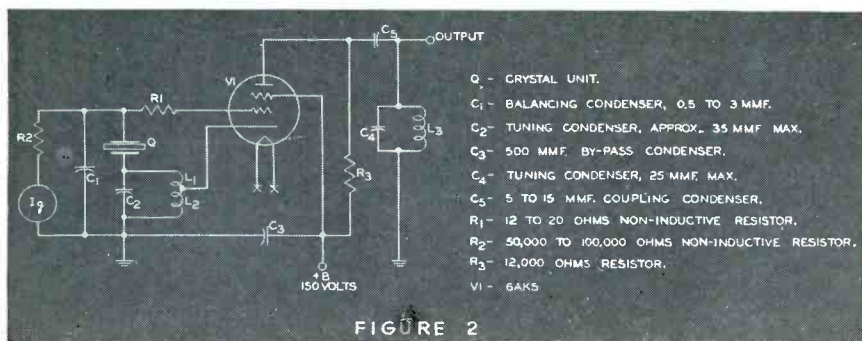 C5
OUTPUT
V1
R1
R2
Q
C1
L1
C4
L3
R3
Ig
C2
L2
C3
+B
150 VOLTS
Q - CRYSTAL UNIT.
C1 - BALANCING CONDENSER, 0.5 TO 3 MMF.
C2 - TUNING CONDENSER, APPROX. 35 MMF MAX.
C3 - 500 MMF. BY-PASS CONDENSER.
C4 - TUNING CONDENSER, 25 MMF. MAX.
C5 - 5 TO 15 MMF. COUPLING CONDENSER.
R1 - 12 TO 20 OHMS NON-INDUCTIVE RESISTOR.
R2 - 50,000 TO 100,000 OHMS NON-INDUCTIVE RESISTOR.
R3 - 12,000 OHMS RESISTOR.
V1 - 6AK5
FIGURE 2